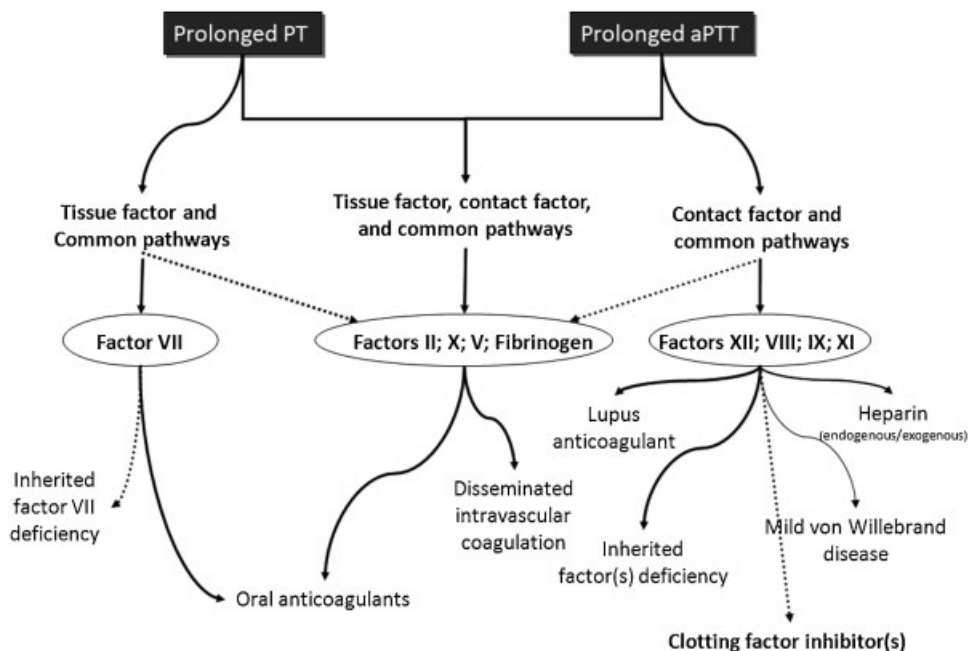 Prolonged PT
Prolonged aPTT
Tissue factor and
Common pathways
Tissue factor, contact factor,
and common pathways
Contact factor and
common pathways
Factor VII
Factors II; X; V; Fibrinogen
Factors XII; VIII; IX; XI
Lupus
anticoagulant
Heparin
(endogenous/exogenous)
Inherited
factor VII
deficiency
Disseminated
intravascular
coagulation
Inherited
factor(s) deficiency
Mild von Willebrand
disease
Oral anticoagulants
Clotting factor inhibitor(s)